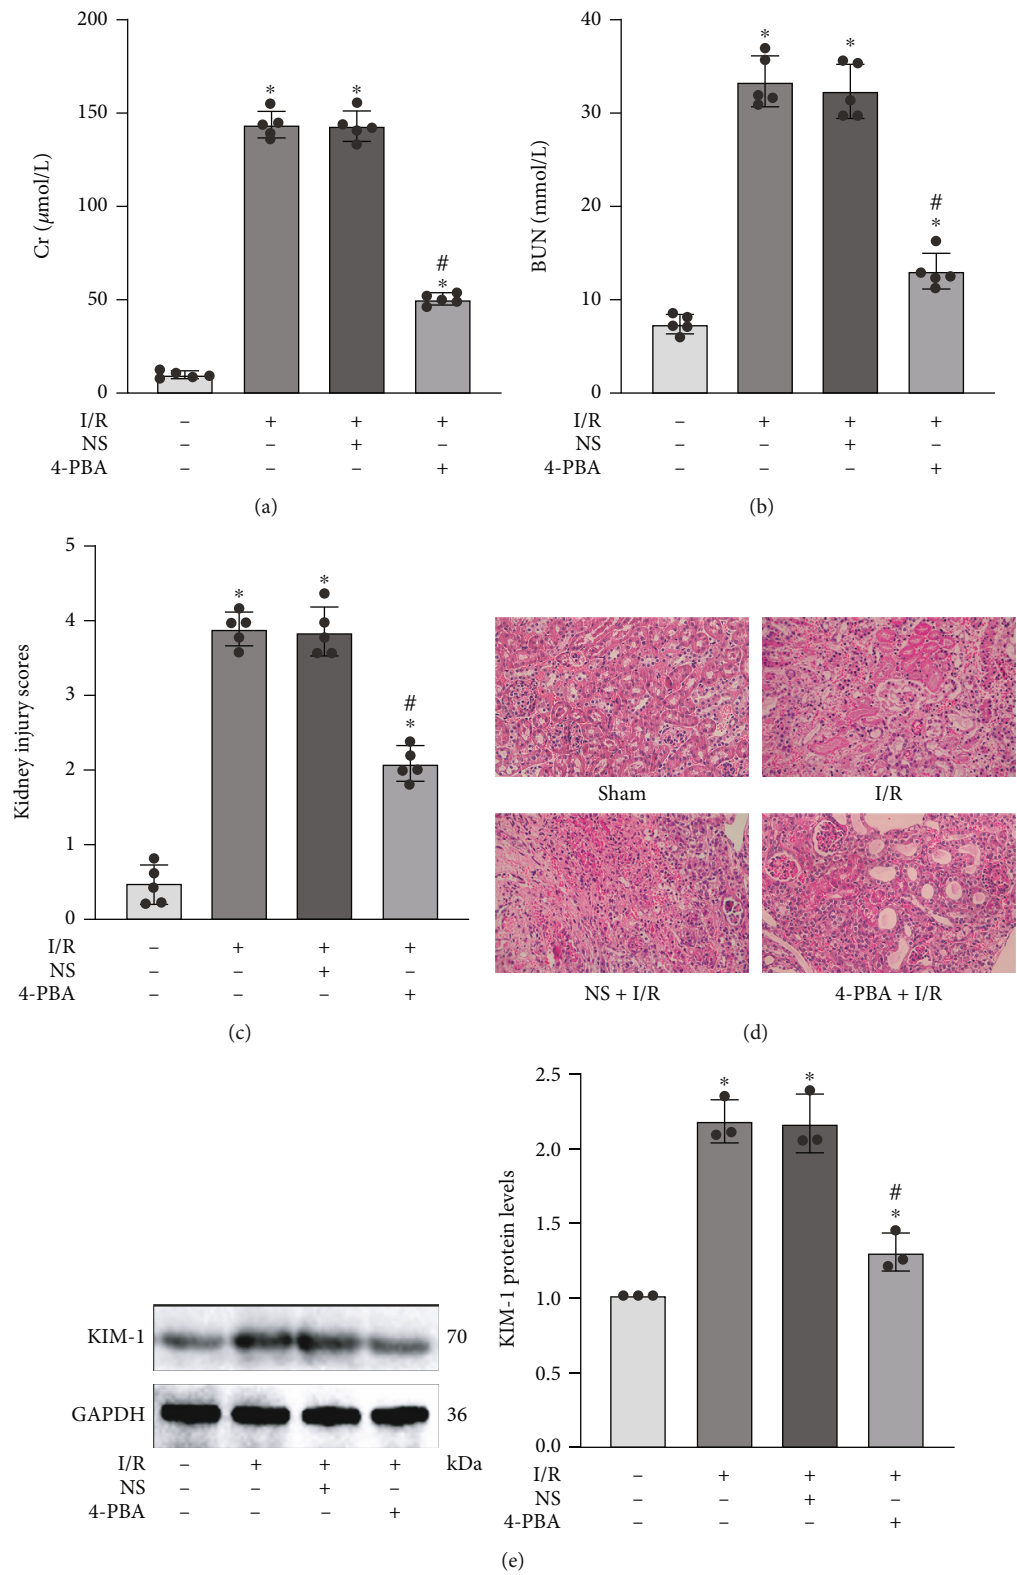 200
150
100
50
0
Cr (μmol/L)
*
*
#
*
I/R – + + +
NS – – + –
4-PBA – – – +
(a)
40
30
20
10
0
BUN (mmol/L)
*
*
#
*
I/R – + + +
NS – – + –
4-PBA – – – +
(b)
5
4
3
2
1
0
Kidney injury scores
*
*
#
*
I/R – + + +
NS – – + –
4-PBA – – – +
(c)
Sham
I/R
NS + I/R
4-PBA + I/R
(d)
KIM-1 70
GAPDH 36
I/R – + + + kDa
NS – – + –
4-PBA – – – +
2.5
2.0
1.5
1.0
0.5
0.0
KIM-1 protein levels
*
*
#
*
I/R – + + +
NS – – + –
4-PBA – – – +
(e)